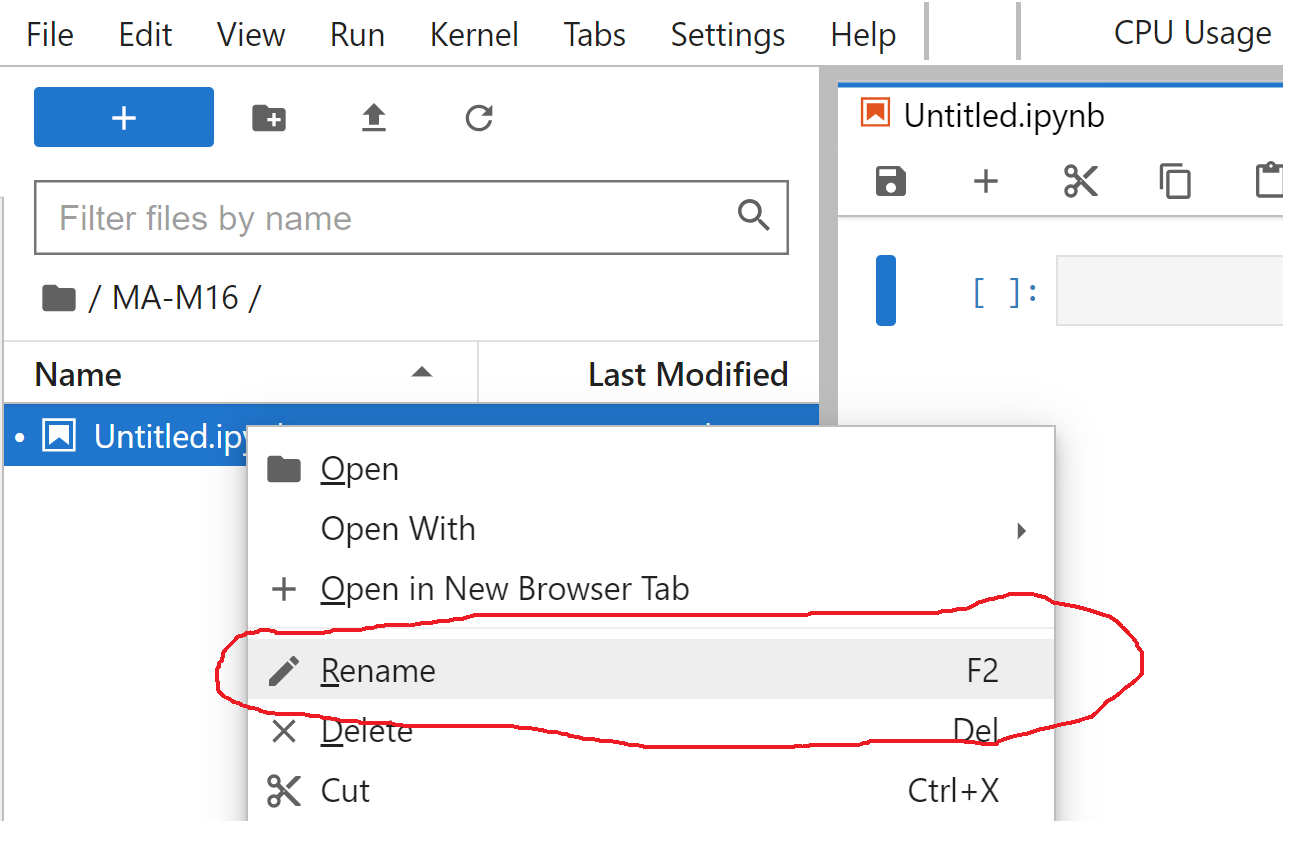 File Edit View Run Kernel Tabs Settings Help CPU Usage
Untitled.ipynb
Filter files by name
[ ]:
/ MA-M16 /
Name Last Modified
Untitled.ipy
Open
Open With
Open in New Browser Tab
Rename F2
Delete Del
Cut Ctrl+X